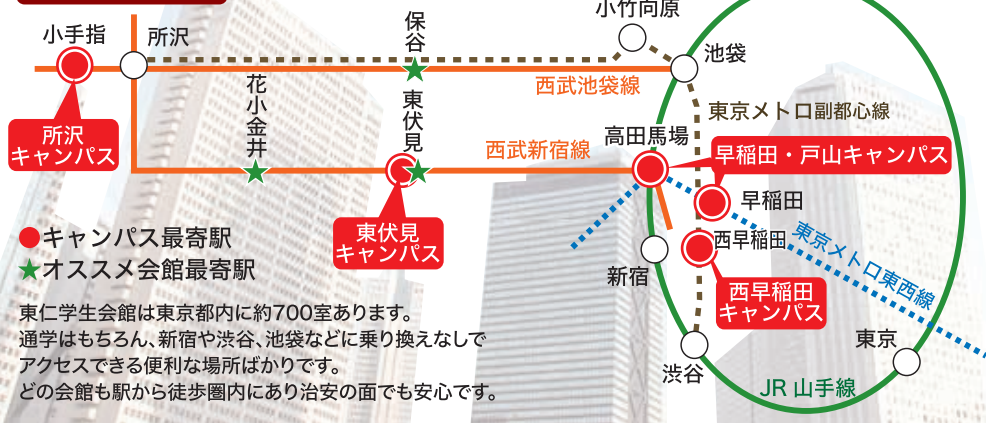 小竹向原
小手指
所沢
保谷
池袋
西武池袋線
花小金井
東伏見
東京メトロ副都心線
所沢
キャンパス
高田馬場
西武新宿線
早稲田・戸山キャンパス
早稲田
東伏見
キャンパス
西早稲田
東京メトロ東西線
キャンパス最寄駅
オススメ会館最寄駅
新宿
西早稲田
キャンパス
東仁学生会館は東京都内に約700室あります。
通学はもちろん、新宿や渋谷、池袋などに乗り換えなしで
アクセスできる便利な場所ばかりです。
どの会館も駅から徒歩圏内にあり治安の面でも安心です。
東京
渋谷
JR 山手線